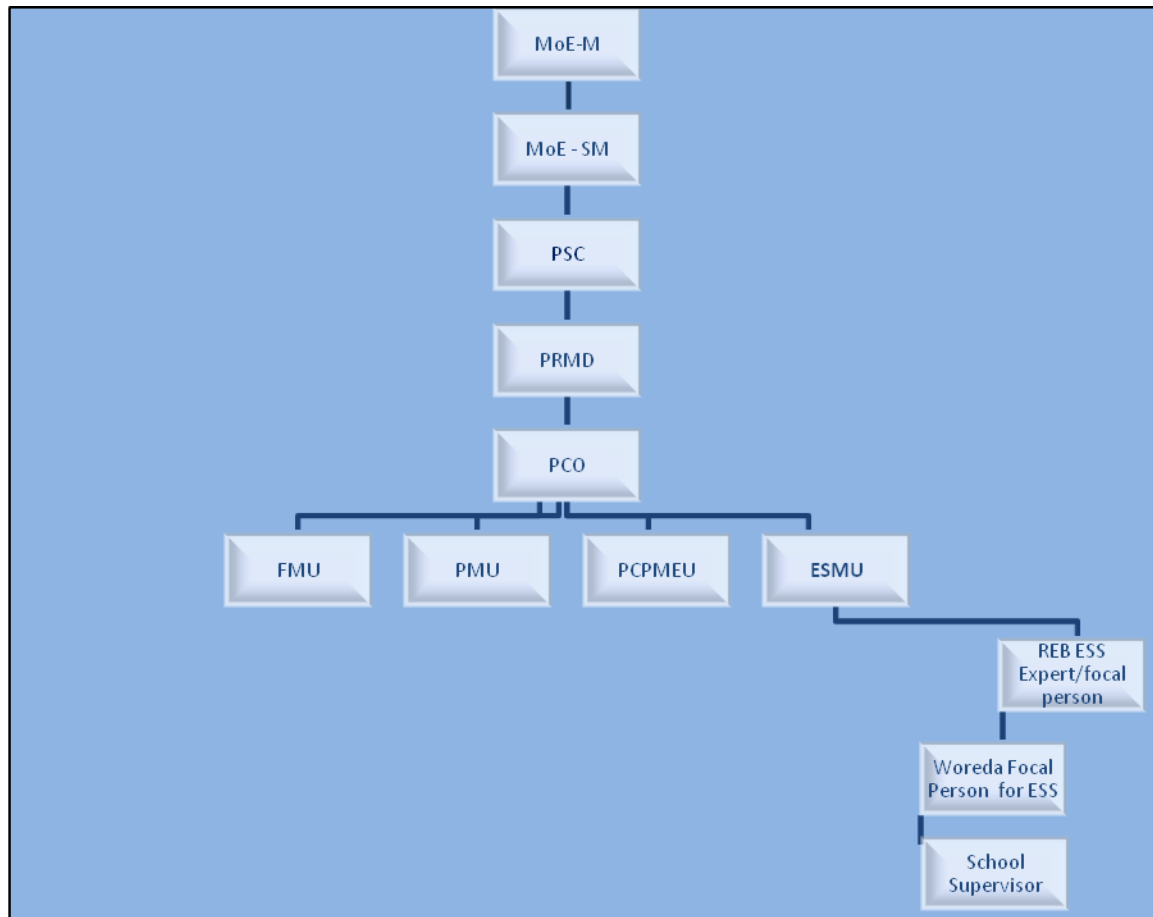 MoE-M
MoE - SM
PSC
PRMD
PCO
FMU
PMU
PCPMEU
ESMU
REB ESS
Expert/focal
person
Woreda Focal
Person for ESS
School
Supervisor